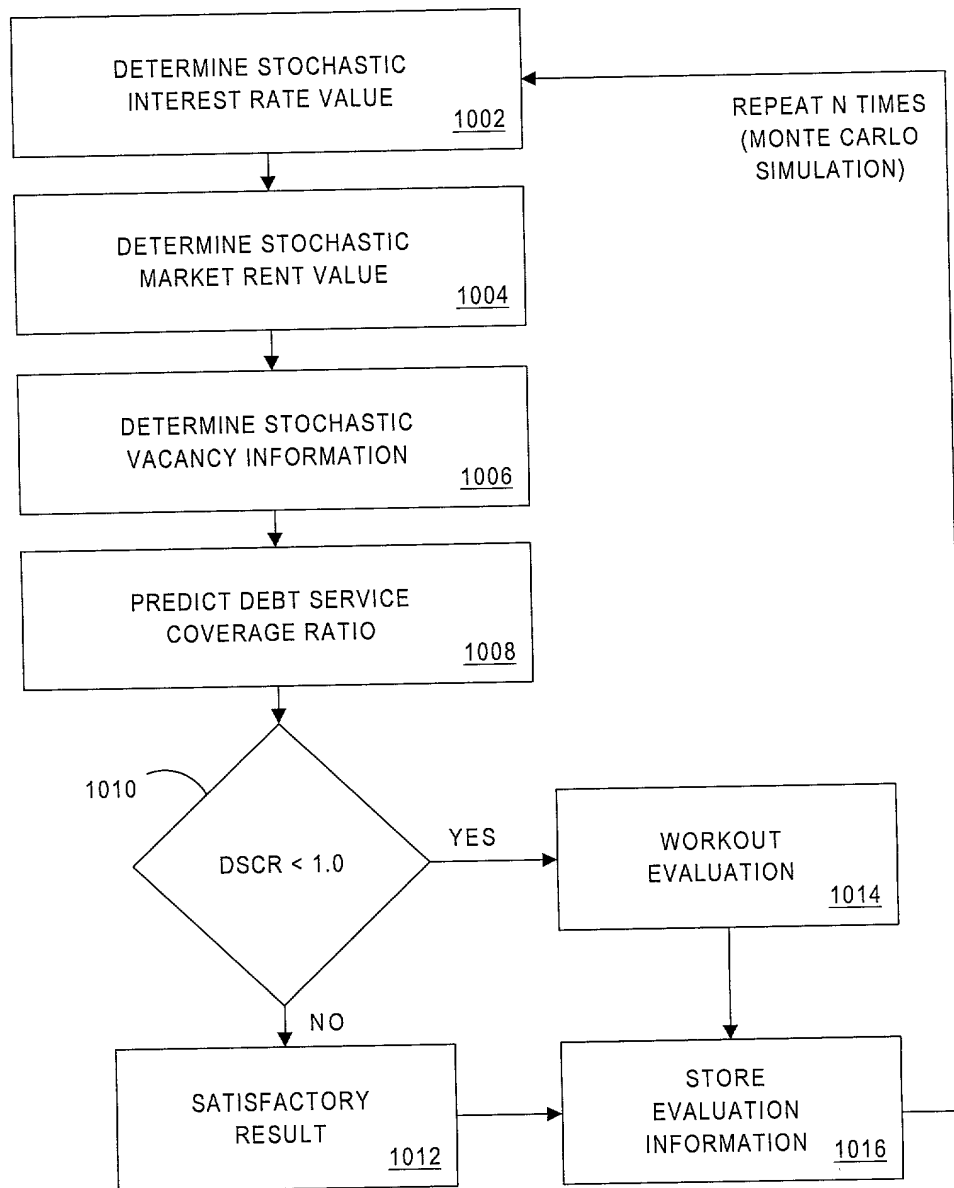 DETERMINE STOCHASTIC
INTEREST RATE VALUE
1002
REPEAT N TIMES
(MONTE CARLO
SIMULATION)
DETERMINE STOCHASTIC
MARKET RENT VALUE
1004
DETERMINE STOCHASTIC
VACANCY INFORMATION
1006
PREDICT DEBT SERVICE
COVERAGE RATIO
1008
1010
DSCR < 1.0
YES
WORKOUT
EVALUATION
1014
NO
SATISFACTORY
RESULT
1012
STORE
EVALUATION
INFORMATION
1016